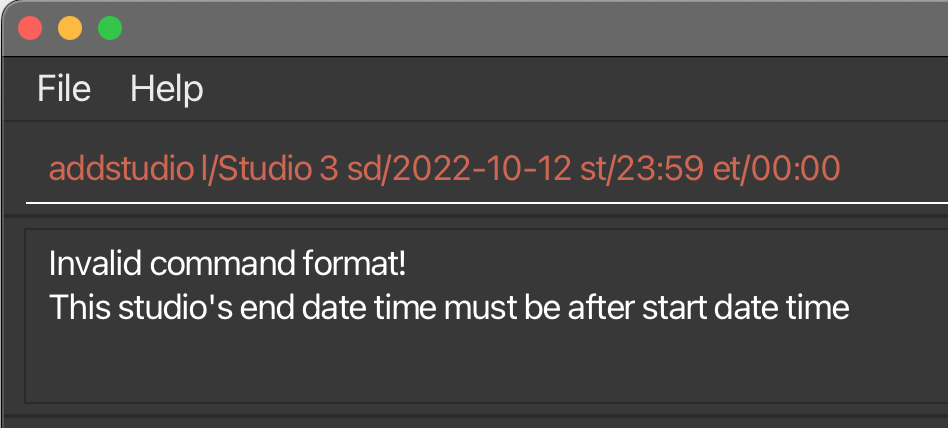 File Help
addstudio l/Studio 3 sd/2022-10-12 st/23:59 et/00:00
Invalid command format!
This studio's end date time must be after start date time